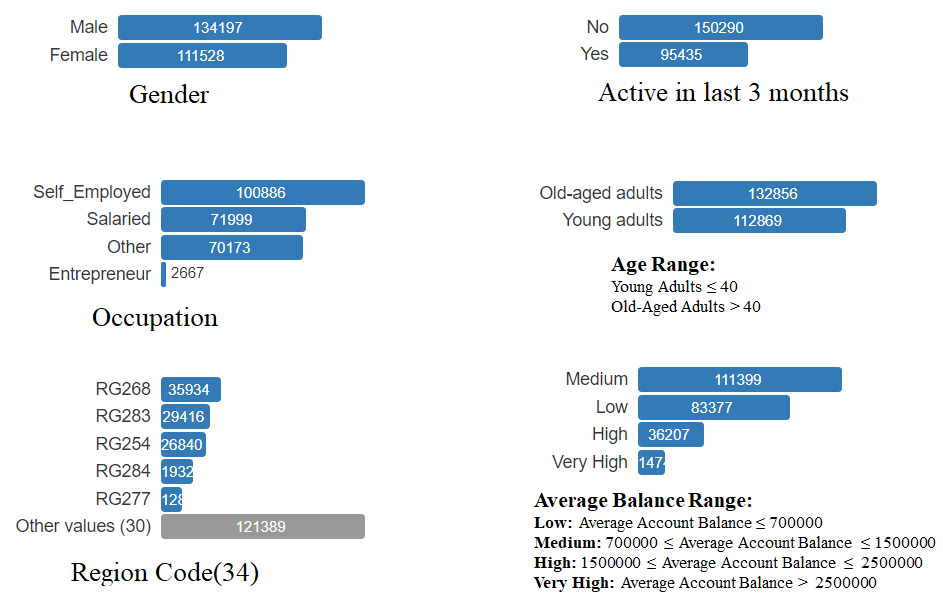 Male 134197
Female 111528
Gender
No 150290
Yes 95435
Active in last 3 months
Self_Employed 100886
Salaried 71999
Other 70173
Entrepreneur 2667
Occupation
Old-aged adults 132856
Young adults 112869
Age Range:
Young Adults ≤ 40
Old-Aged Adults > 40
RG268 35934
RG283 29416
RG254 26840
RG284 1932
RG277 128
Other values (30) 121389
Region Code(34)
Medium 111399
Low 83377
High 36207
Very High 147
Average Balance Range:
Low: Average Account Balance ≤ 700000
Medium: 700000 ≤ Average Account Balance ≤ 1500000
High: 1500000 ≤ Average Account Balance ≤ 2500000
Very High: Average Account Balance > 2500000